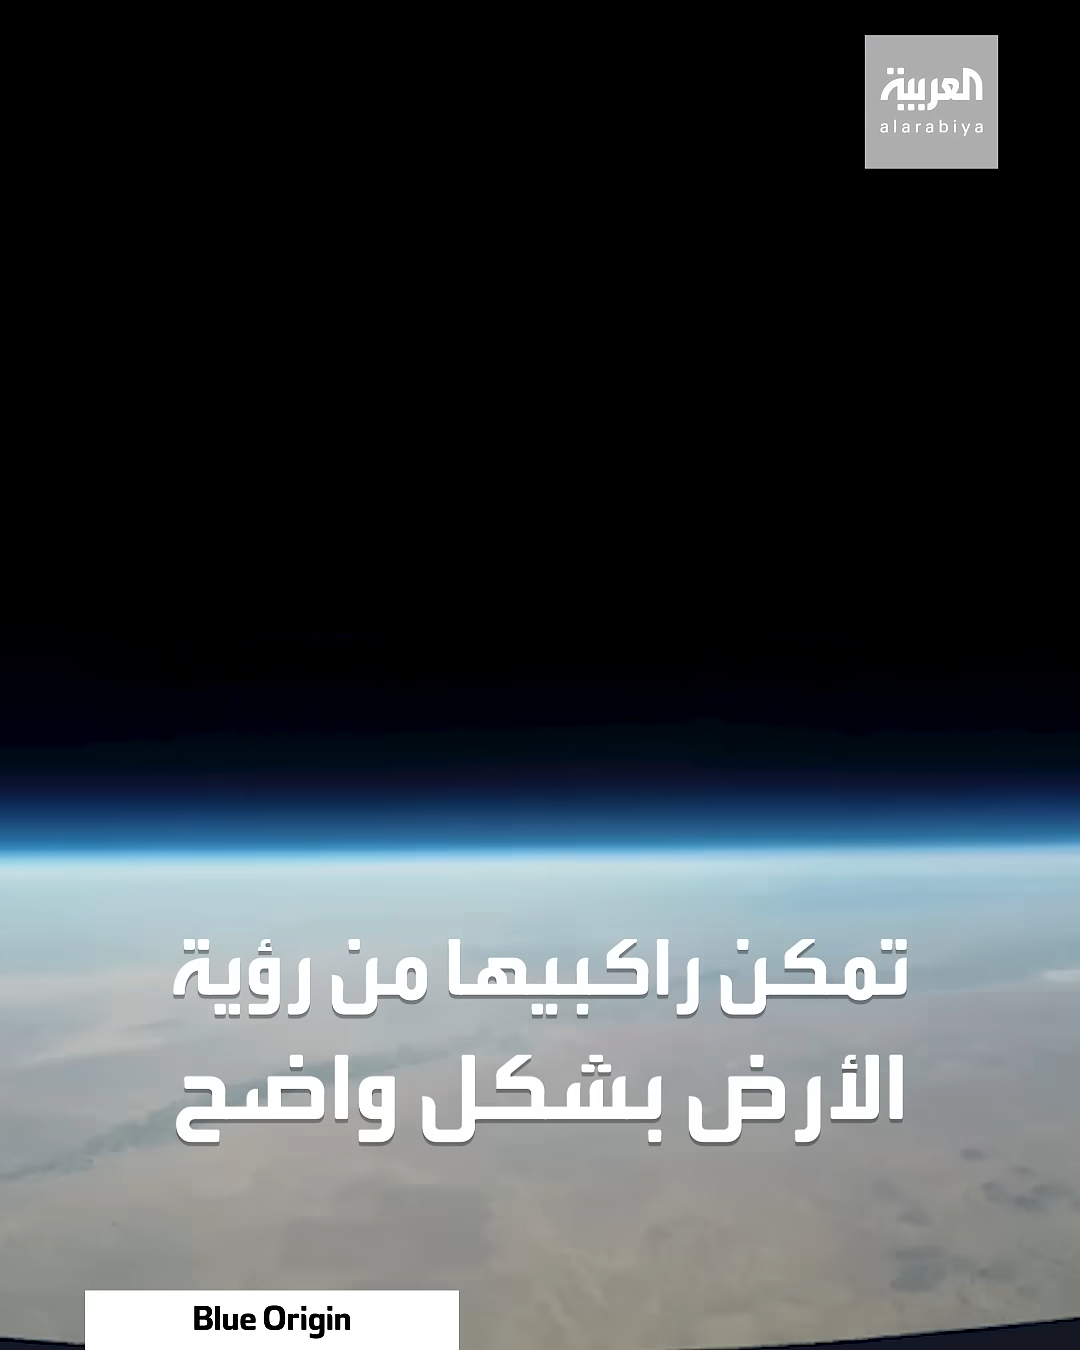 العربية
alarabiya
تمكن راكبيها من رؤية
الأرض بشكل واضح
Blue Origin